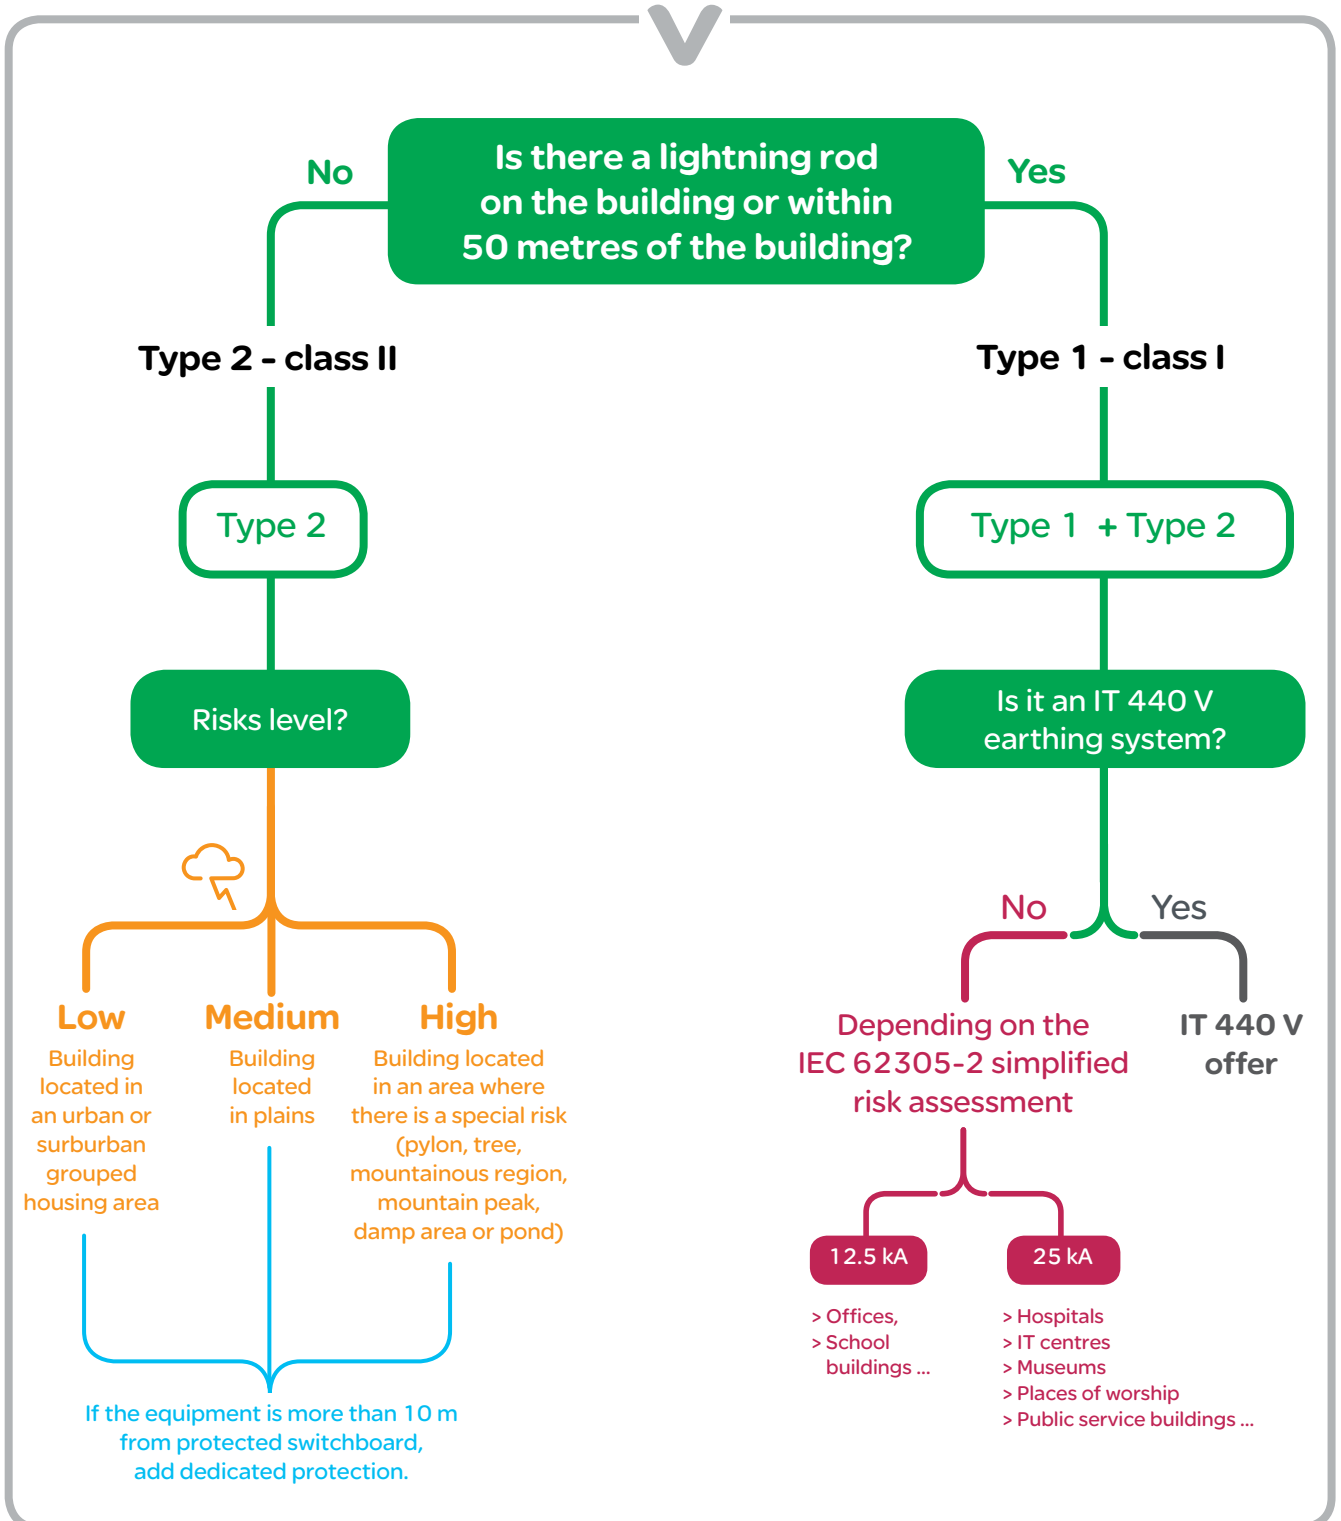 Is there a lightning rod
on the building or within
50 metres of the building?
No
Yes
Type 2 - class II
Type 1 - class I
Type 2
Type 1 + Type 2
Risks level?
Is it an IT 440 V
earthing system?
Low
Building
located in
an urban or
surburban
grouped
housing area
Medium
Building
located
in plains
High
Building located
in an area where
there is a special risk
(pylon, tree,
mountainous region,
mountain peak,
damp area or pond)
If the equipment is more than 10 m
from protected switchboard,
add dedicated protection.
No
Yes
Depending on the
IEC 62305-2 simplified
risk assessment
IT 440 V
offer
12.5 kA
> Offices,
> School
buildings ...
25 kA
> Hospitals
> IT centres
> Museums
> Places of worship
> Public service buildings ...